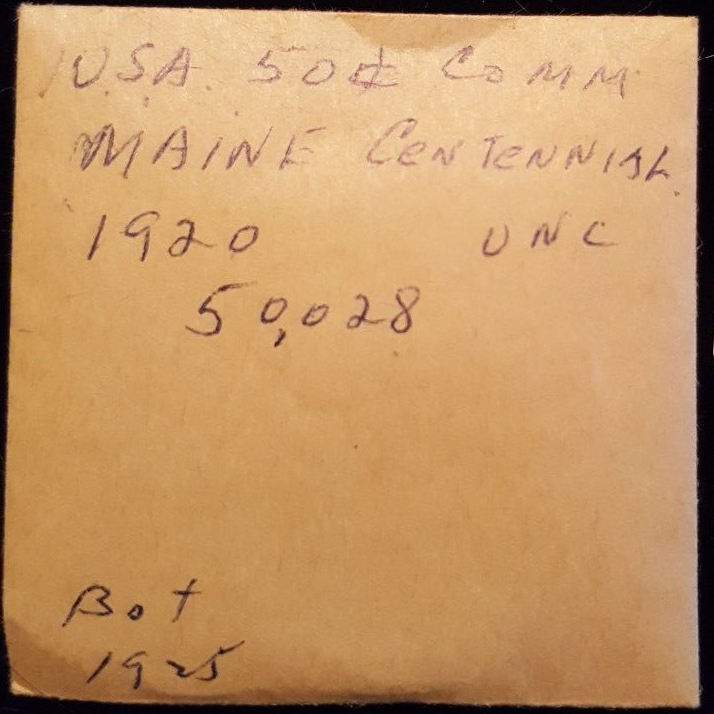 U.S.A. 50¢ COMM
MAINE CENTENNIAL
1920 UNC
50,028
Bot
1925